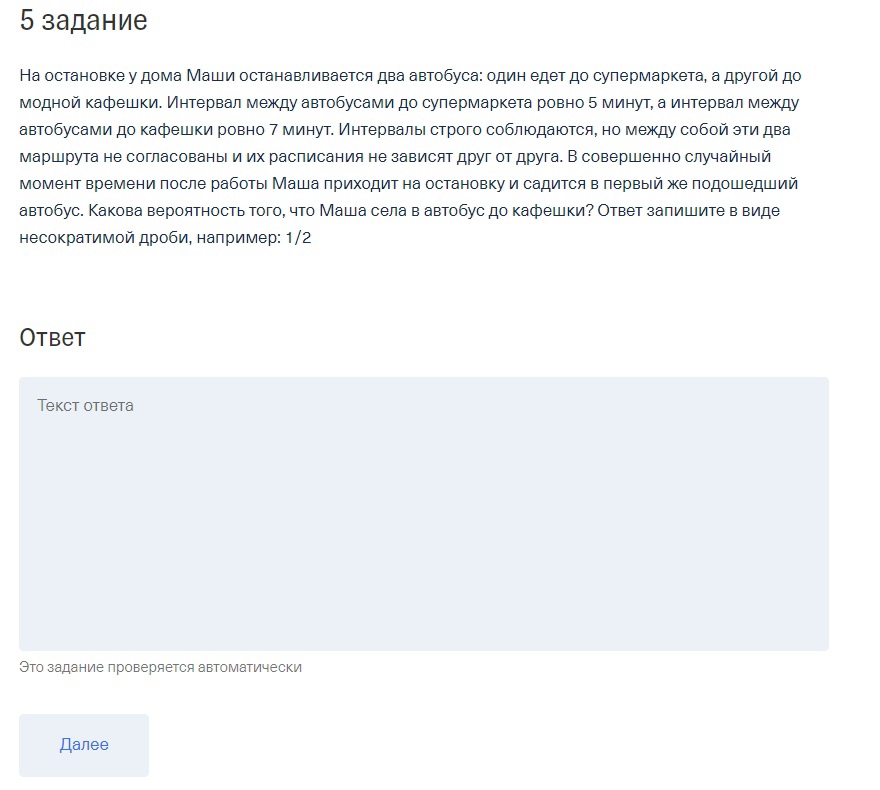 5 задание
На остановке у дома Маши останавливается два автобуса: один едет до супермаркета, а другой до
модной кафешки. Интервал между автобусами до супермаркета ровно 5 минут, а интервал между
автобусами до кафешки ровно 7 минут. Интервалы строго соблюдаются, но между собой эти два
маршрута не согласованы и их расписания не зависят друг от друга. В совершенно случайный
момент времени после работы Маша приходит на остановку и садится в первый же подошедший
автобус. Какова вероятность того, что Маша села в автобус до кафешки? Ответ запишите в виде
несократимой дроби, например: 1/2
Ответ
Текст ответа
Это задание проверяется автоматически
Далее